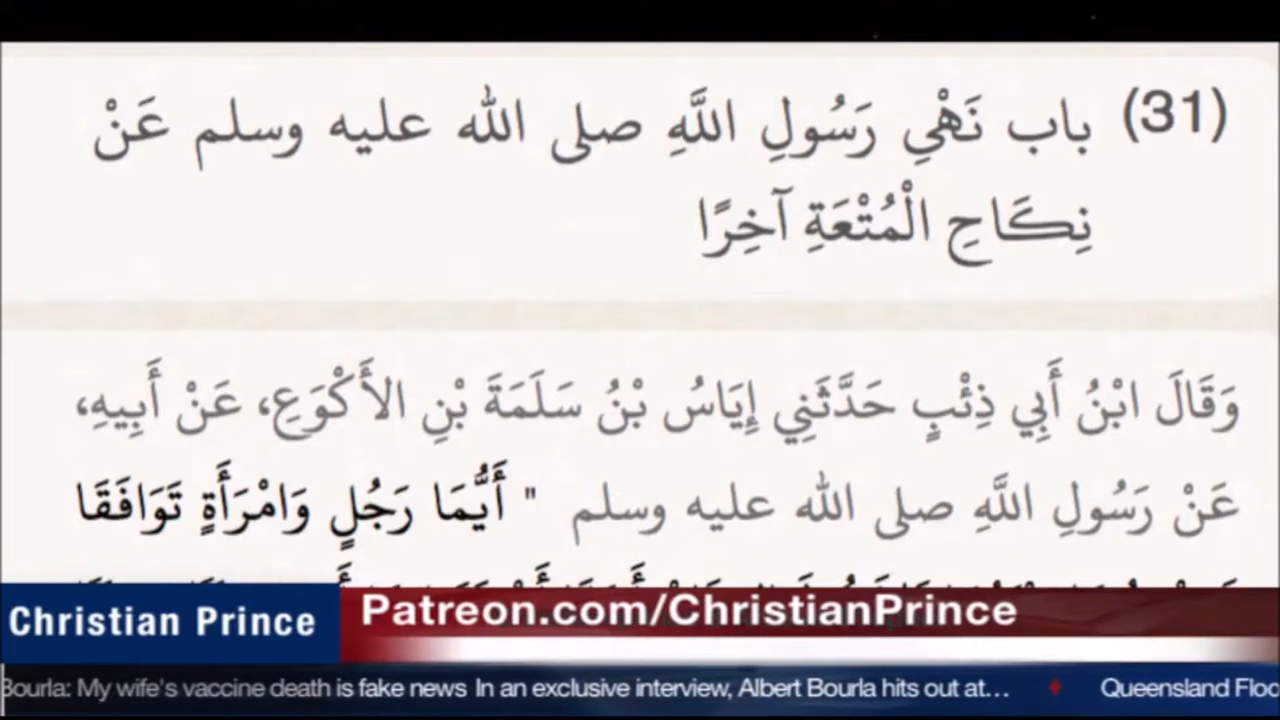 (31) باب نَهْيِ رَسُولِ اللَّهِ صلى الله عليه وسلم عَنْ
نِكَاحِ الْمُتْعَةِ آخِرًا
وَقَالَ ابْنُ أَبِي ذِئْبٍ حَدَّثَنِي إِيَاسُ بْنُ سَلَمَةَ بْنِ الأَكْوَعِ، عَنْ أَبِيهِ،
عَنْ رَسُولِ اللَّهِ صلى الله عليه وسلم " أَيُّمَا رَجُلٍ وَامْرَأَةٍ تَوَافَقَا
Christian Prince
Patreon.com/ChristianPrince
Bourla: My wife's vaccine death is fake news In an exclusive interview, Albert Bourla hits out at... Queensland Floo